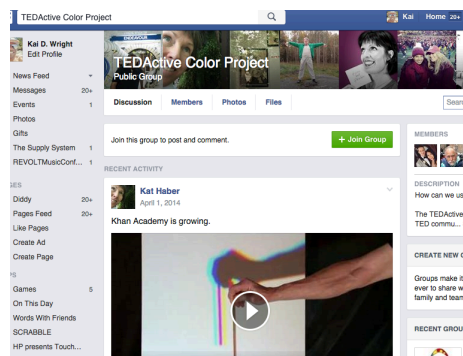 TEDActive Color Project
Kai Home 20+
Kai D. Wright
Edit Profile
News Feed
Messages 20+
Events 1
Photos
Gifts
The Supply System 1
REVOLTMusicConf... 1
GES
Diddy 20+
Pages Feed 20+
Like Pages
Create Ad
Create Page
PS
Games 5
On This Day
Words With Friends
SCRABBLE
HP presents Touch...
ENDEAVOUR
TEDActive Color Project
Public Group
Discussion Members Photos Files
Sear
Join this group to post and comment.
+ Join Group
RECENT ACTIVITY
Kat Haber
April 1, 2014
Khan Academy is growing.
MEMBERS
DESCRIPTION
How can we us
The TEDActive
TED commu...
CREATE NEW G
Groups make it
ever to share w
family and team
RECENT GROU